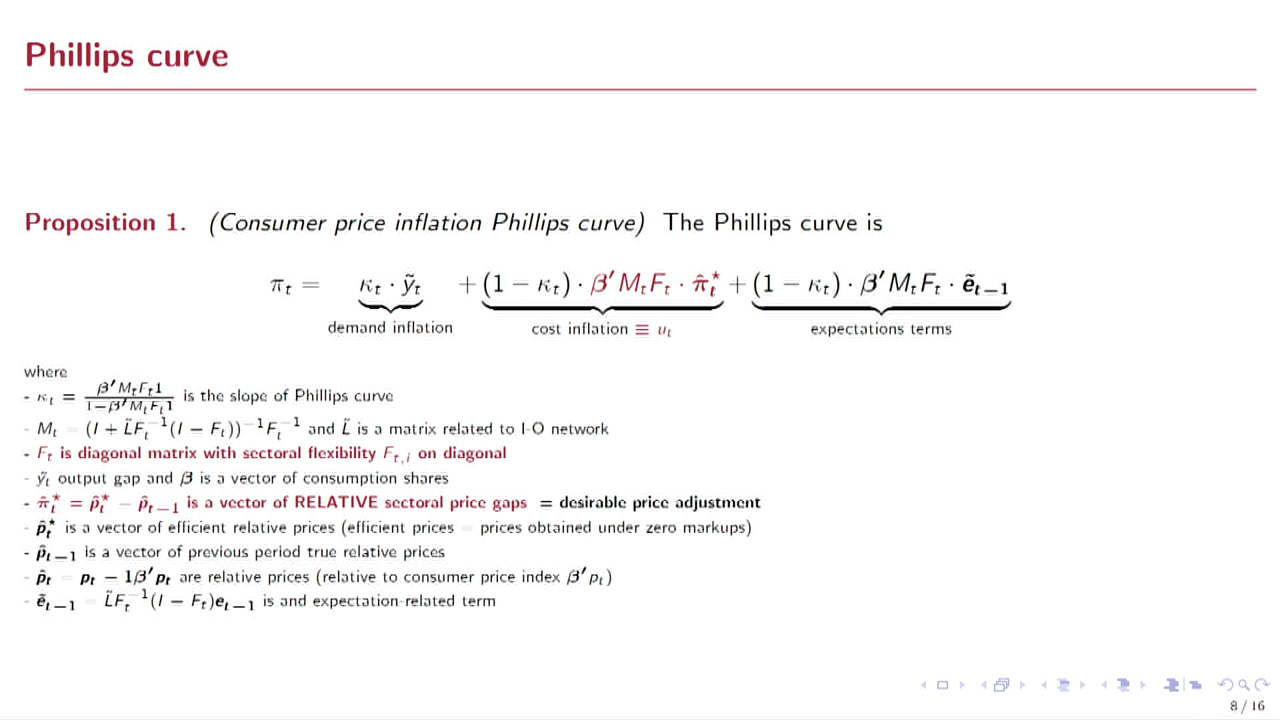 Phillips curve
Proposition 1. (Consumer price inflation Phillips curve) The Phillips curve is
π_t = κ_t · ỹ_t + (1 − κ_t) · β′M_tF_t · π̂_t^⋆ + (1 − κ_t) · β′M_tF_t · ẽ_{t−1}
demand inflation cost inflation ≡ u_t expectations terms
where
- κ_t = β′M_tF_t1 / 1−β′M_tF_t1 is the slope of Phillips curve
- M_t = (I + L̃F_t^{−1}(I − F_t))^{−1}F_t^{−1} and L̃ is a matrix related to I-O network
- F_t is diagonal matrix with sectoral flexibility F_{t,i} on diagonal
- ỹ_t output gap and β is a vector of consumption shares
- π̂_t^⋆ = p̂_t^⋆ − p̂_{t−1} is a vector of RELATIVE sectoral price gaps = desirable price adjustment
- p̂_t^⋆ is a vector of efficient relative prices (efficient prices = prices obtained under zero markups)
- p̂_{t−1} is a vector of previous period true relative prices
- p̂_t = p_t − 1β′p_t are relative prices (relative to consumer price index β′p_t)
- ẽ_{t−1} = L̃F_t^{−1}(I − F_t)e_{t−1} is and expectation-related term
8 / 16